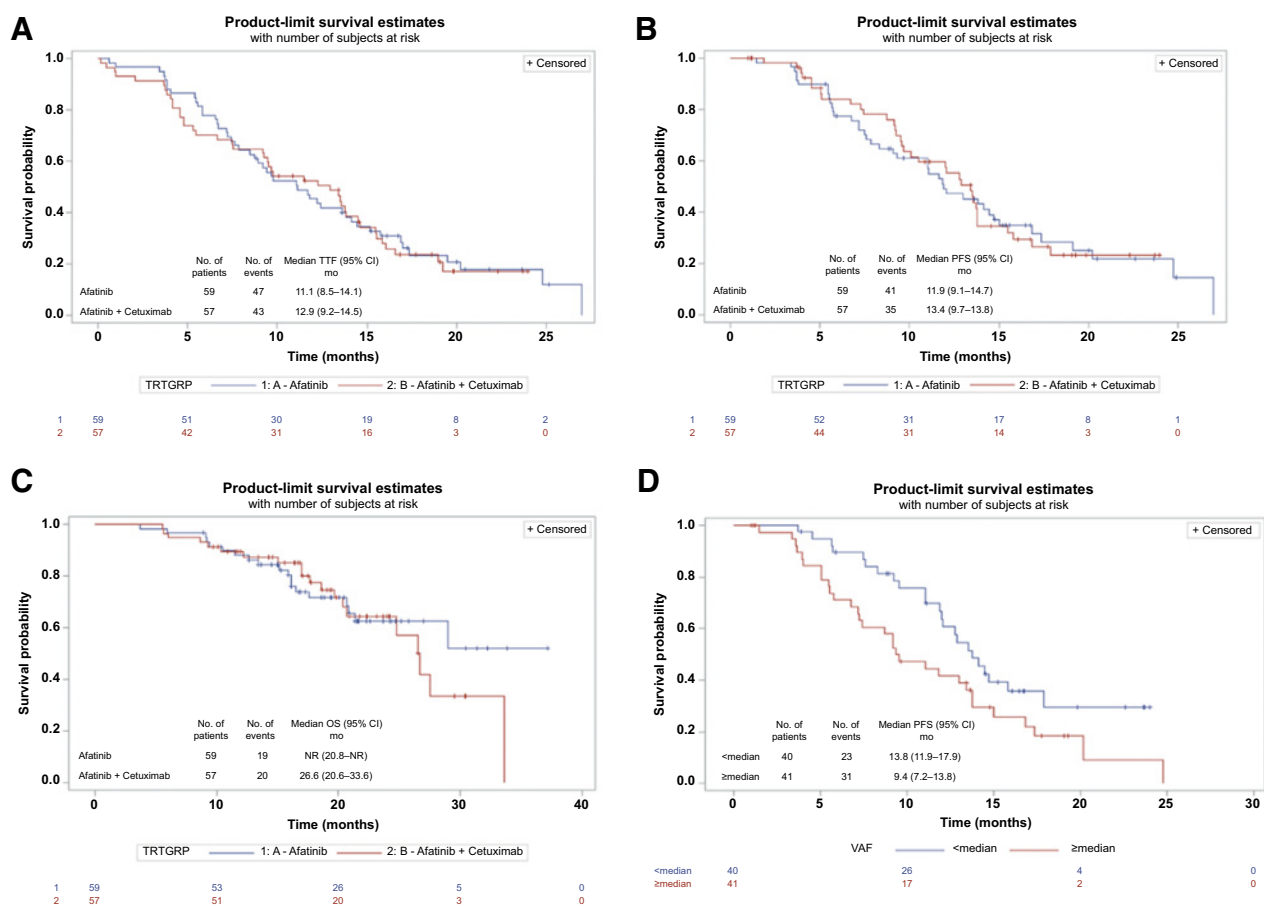 A
Product-limit survival estimates
with number of subjects at risk
+ Censored
Survival probability
1.0
0.8
0.6
0.4
0.2
0.0
No. of patients No. of events Median TTF (95% CI) mo
Afatinib 59 47 11.1 (8.5–14.1)
Afatinib + Cetuximab 57 43 12.9 (9.2–14.5)
0 5 10 15 20 25
Time (months)
TRTGRP 1: A - Afatinib 2: B - Afatinib + Cetuximab
1 59 51 30 19 8 2
2 57 42 31 16 3 0
B
Product-limit survival estimates
with number of subjects at risk
+ Censored
Survival probability
1.0
0.8
0.6
0.4
0.2
0.0
No. of patients No. of events Median PFS (95% CI) mo
Afatinib 59 41 11.9 (9.1–14.7)
Afatinib + Cetuximab 57 35 13.4 (9.7–13.8)
0 5 10 15 20 25
Time (months)
TRTGRP 1: A - Afatinib 2: B - Afatinib + Cetuximab
1 59 52 31 17 8 1
2 57 44 31 14 3 0
C
Product-limit survival estimates
with number of subjects at risk
+ Censored
Survival probability
1.0
0.8
0.6
0.4
0.2
0.0
No. of patients No. of events Median OS (95% CI) mo
Afatinib 59 19 NR (20.8–NR)
Afatinib + Cetuximab 57 20 26.6 (20.6–33.6)
0 10 20 30 40
Time (months)
TRTGRP 1: A - Afatinib 2: B - Afatinib + Cetuximab
1 59 53 26 5 0
2 57 51 20 3 0
D
Product-limit survival estimates
with number of subjects at risk
+ Censored
Survival probability
1.0
0.8
0.6
0.4
0.2
0.0
No. of patients No. of events Median PFS (95% CI) mo
<median 40 23 13.8 (11.9–17.9)
≥median 41 31 9.4 (7.2–13.8)
0 5 10 15 20 25 30
Time (months)
VAF <median ≥median
<median 40 26 4 0
≥median 41 17 2 0